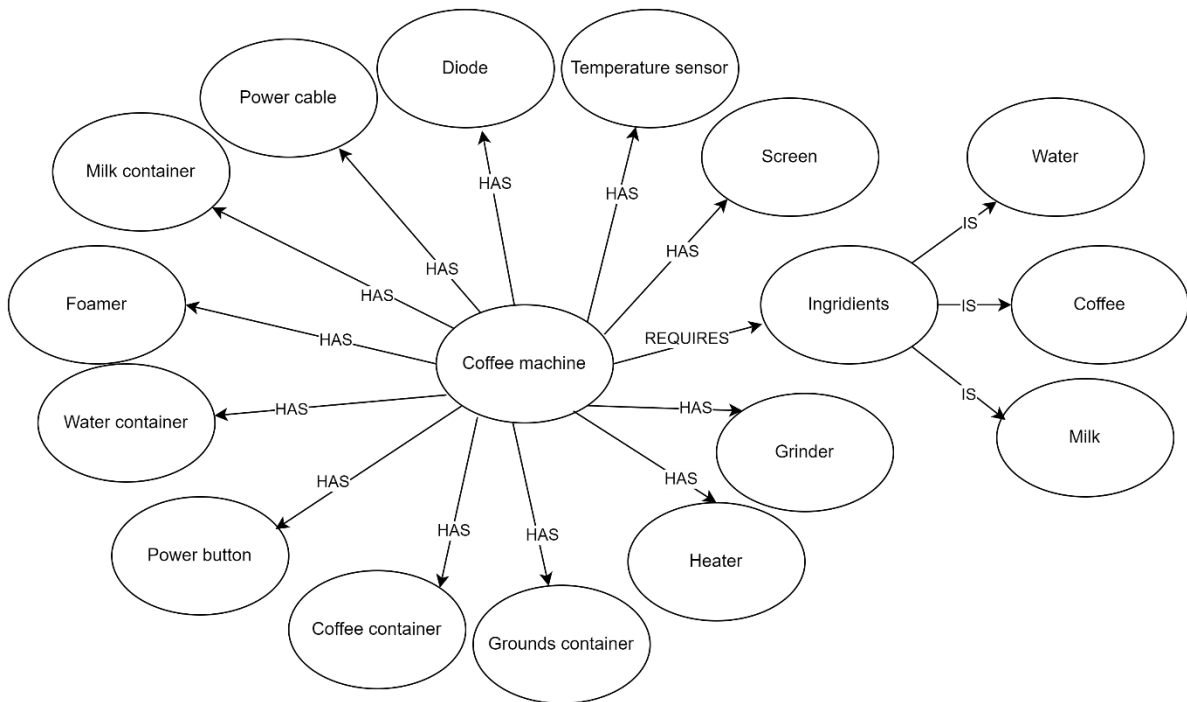 Diode
Temperature sensor
Power cable
Screen
Water
Milk container
HAS
HAS
HAS
HAS
IS
HAS
HAS
Foamer
Ingridients
IS
Coffee
HAS
REQUIRES
Coffee machine
IS
Water container
HAS
HAS
Milk
Grinder
HAS
HAS
Power button
HAS
HAS
Heater
Coffee container
Grounds container